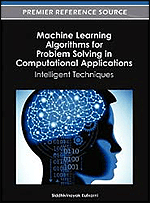 PREMIER REFERENCE SOURCE
Machine Learning
Algorithms for
Problem Solving in
Computational Applications
Intelligent Techniques
Siddhivinayak Kulkarni